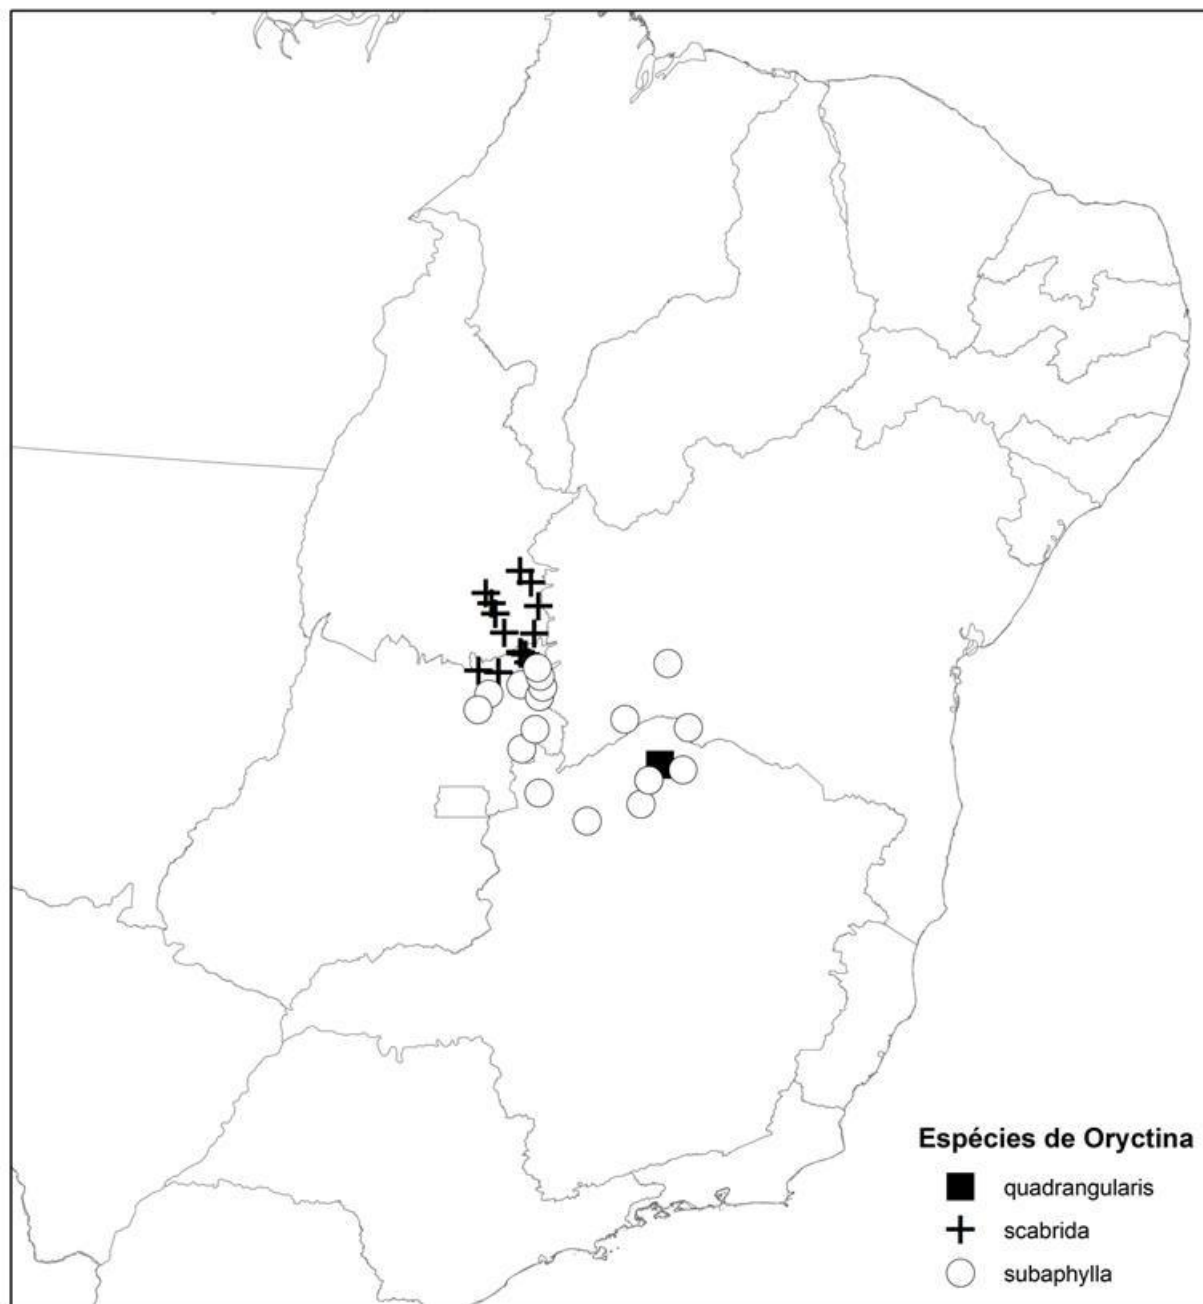 Espécies de Oryctina
quadrangularis
scabrida
subaphylla